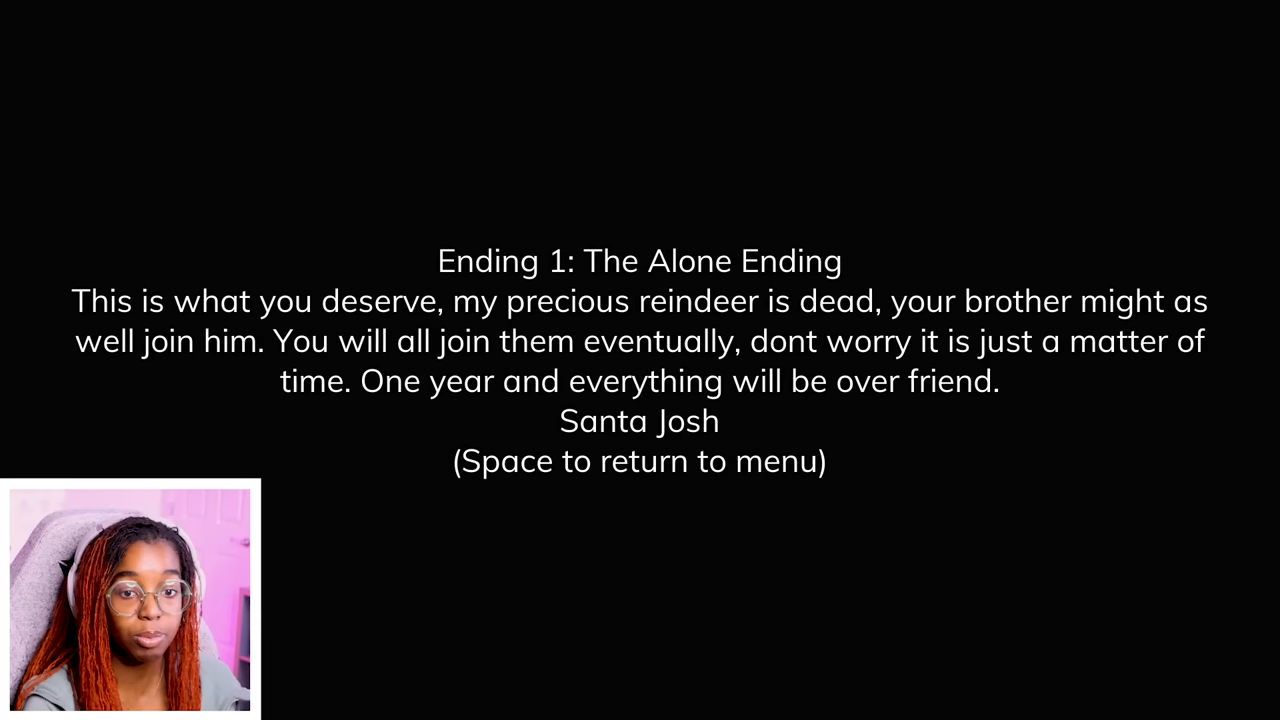 Ending 1: The Alone Ending
This is what you deserve, my precious reindeer is dead, your brother might as
well join him. You will all join them eventually, dont worry it is just a matter of
time. One year and everything will be over friend.
Santa Josh
(Space to return to menu)